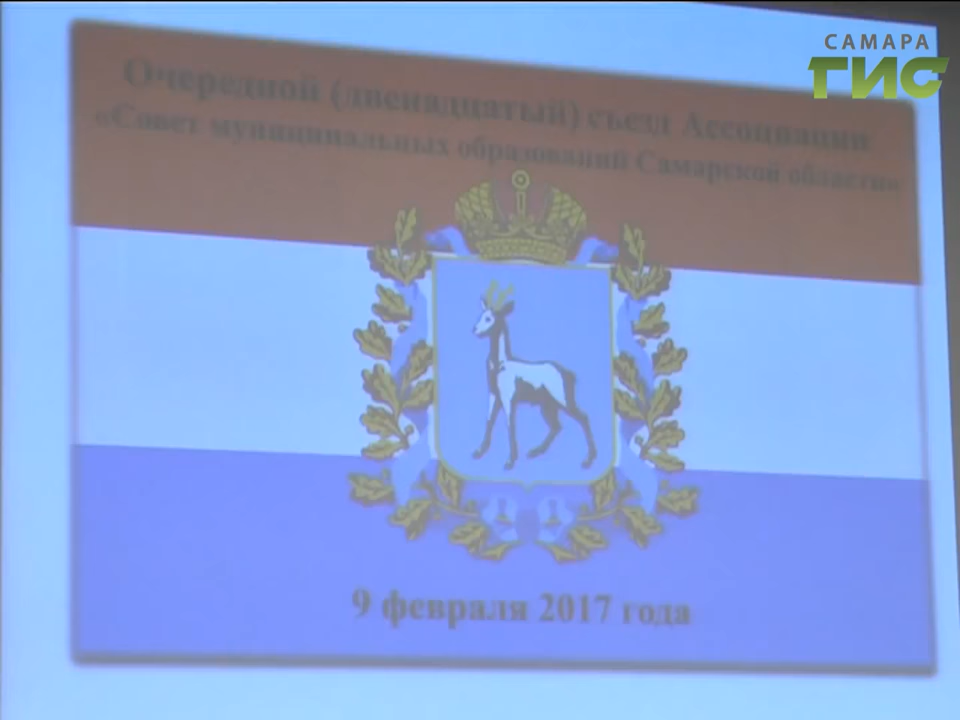 САМАРА
ГИС
Очередной (двенадцатый) съезд Ассоциации
«Совет муниципальных образований Самарской области»
9 февраля 2017 года